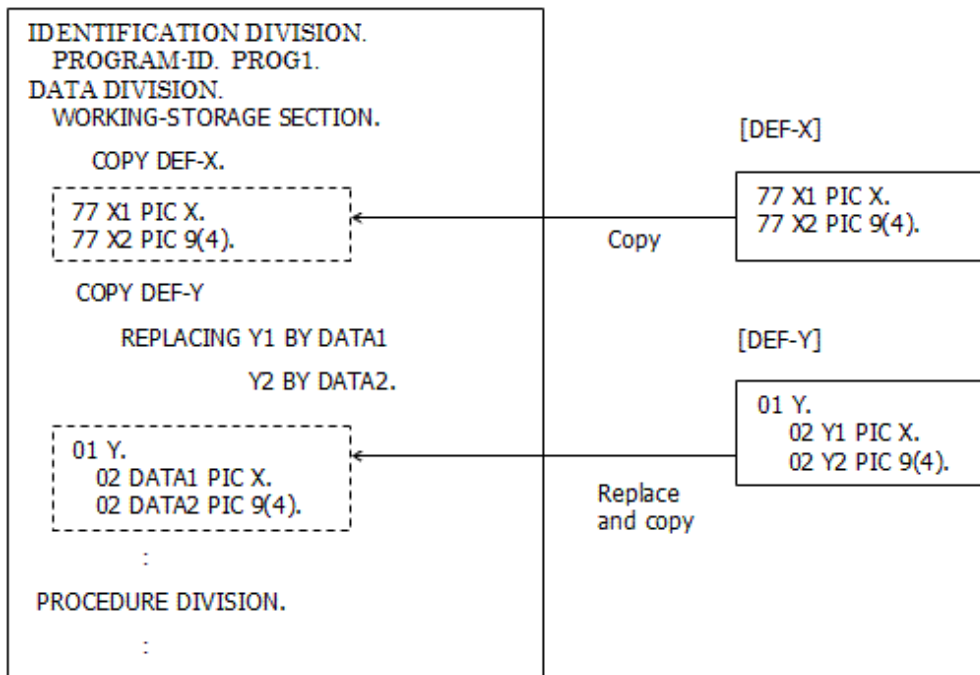 IDENTIFICATION DIVISION.
PROGRAM-ID. PROG1.
DATA DIVISION.
WORKING-STORAGE SECTION.
COPY DEF-X.
77 X1 PIC X.
77 X2 PIC 9(4).
COPY DEF-Y
REPLACING Y1 BY DATA1
Y2 BY DATA2.
01 Y.
02 DATA1 PIC X.
02 DATA2 PIC 9(4).
:
PROCEDURE DIVISION.
:
Copy
Replace
and copy
[DEF-X]
77 X1 PIC X.
77 X2 PIC 9(4).
[DEF-Y]
01 Y.
02 Y1 PIC X.
02 Y2 PIC 9(4).